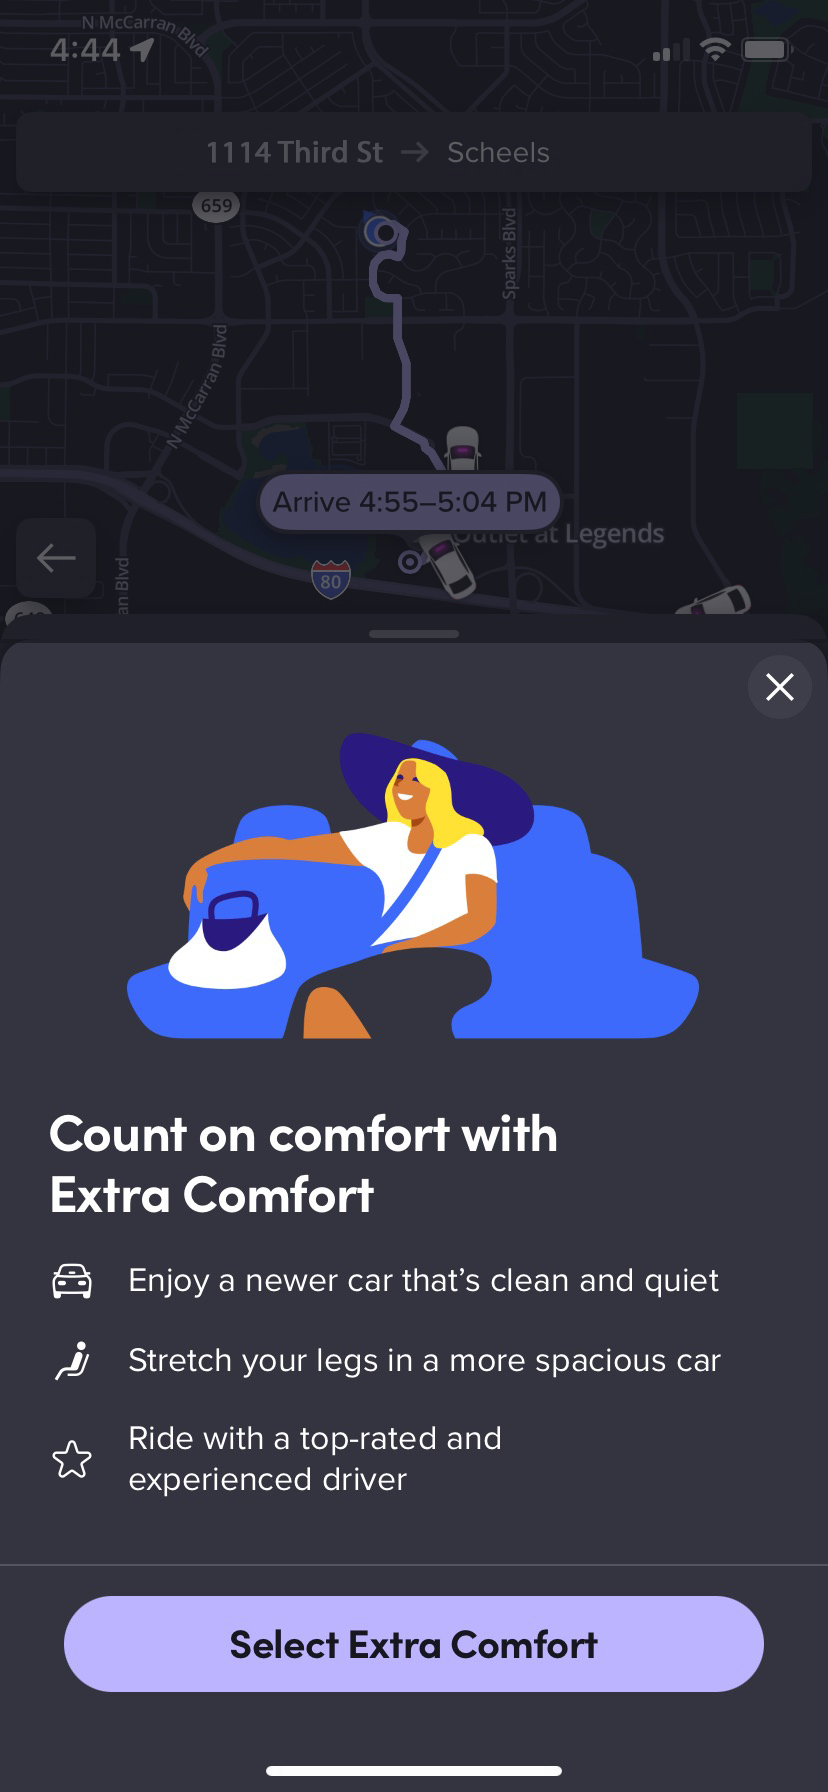 N McCarran Blvd
4:44
1114 Third St → Scheels
659
Sparks Blvd
N McCarran Blvd
Arrive 4:55–5:04 PM
Outlet at Legends
80
an Blvd
Count on comfort with
Extra Comfort
Enjoy a newer car that’s clean and quiet
Stretch your legs in a more spacious car
Ride with a top-rated and
experienced driver
Select Extra Comfort